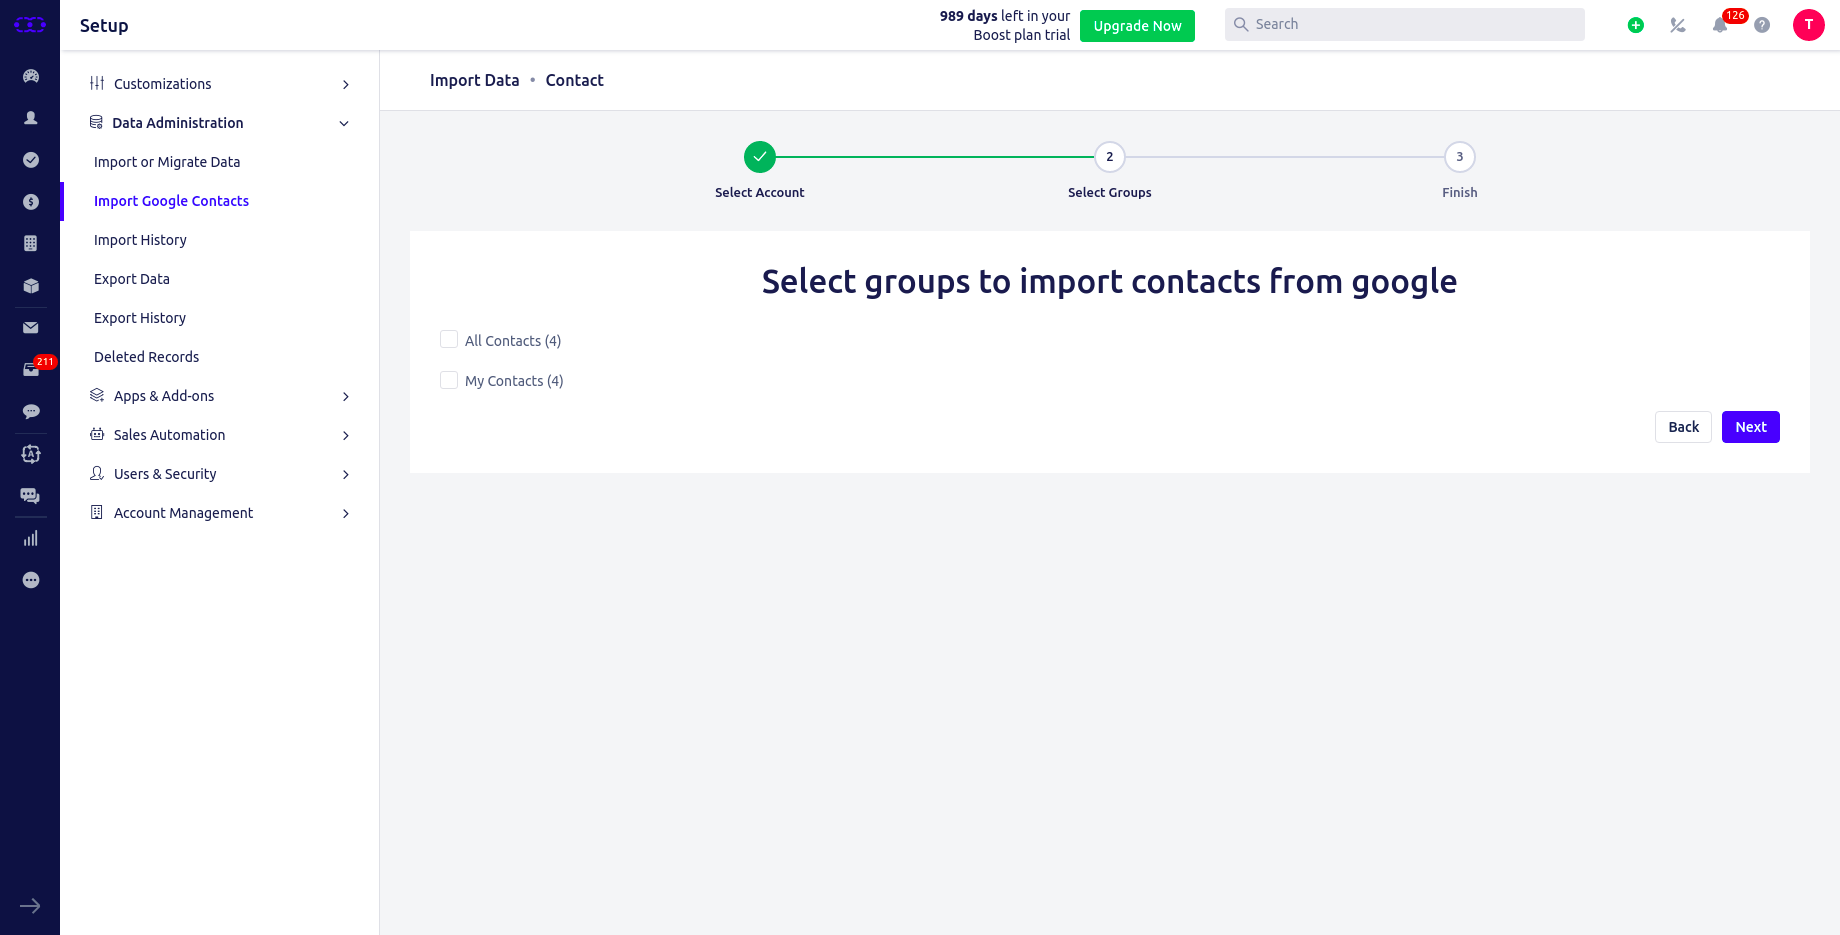 Setup
989 days left in your
Boost plan trial
Upgrade Now
Search
126
T
Customizations
Data Administration
Import or Migrate Data
Import Google Contacts
Import History
Export Data
Export History
Deleted Records
Apps & Add-ons
Sales Automation
Users & Security
Account Management
211
Import Data • Contact
2
3
Select Account
Select Groups
Finish
Select groups to import contacts from google
All Contacts (4)
My Contacts (4)
Back
Next